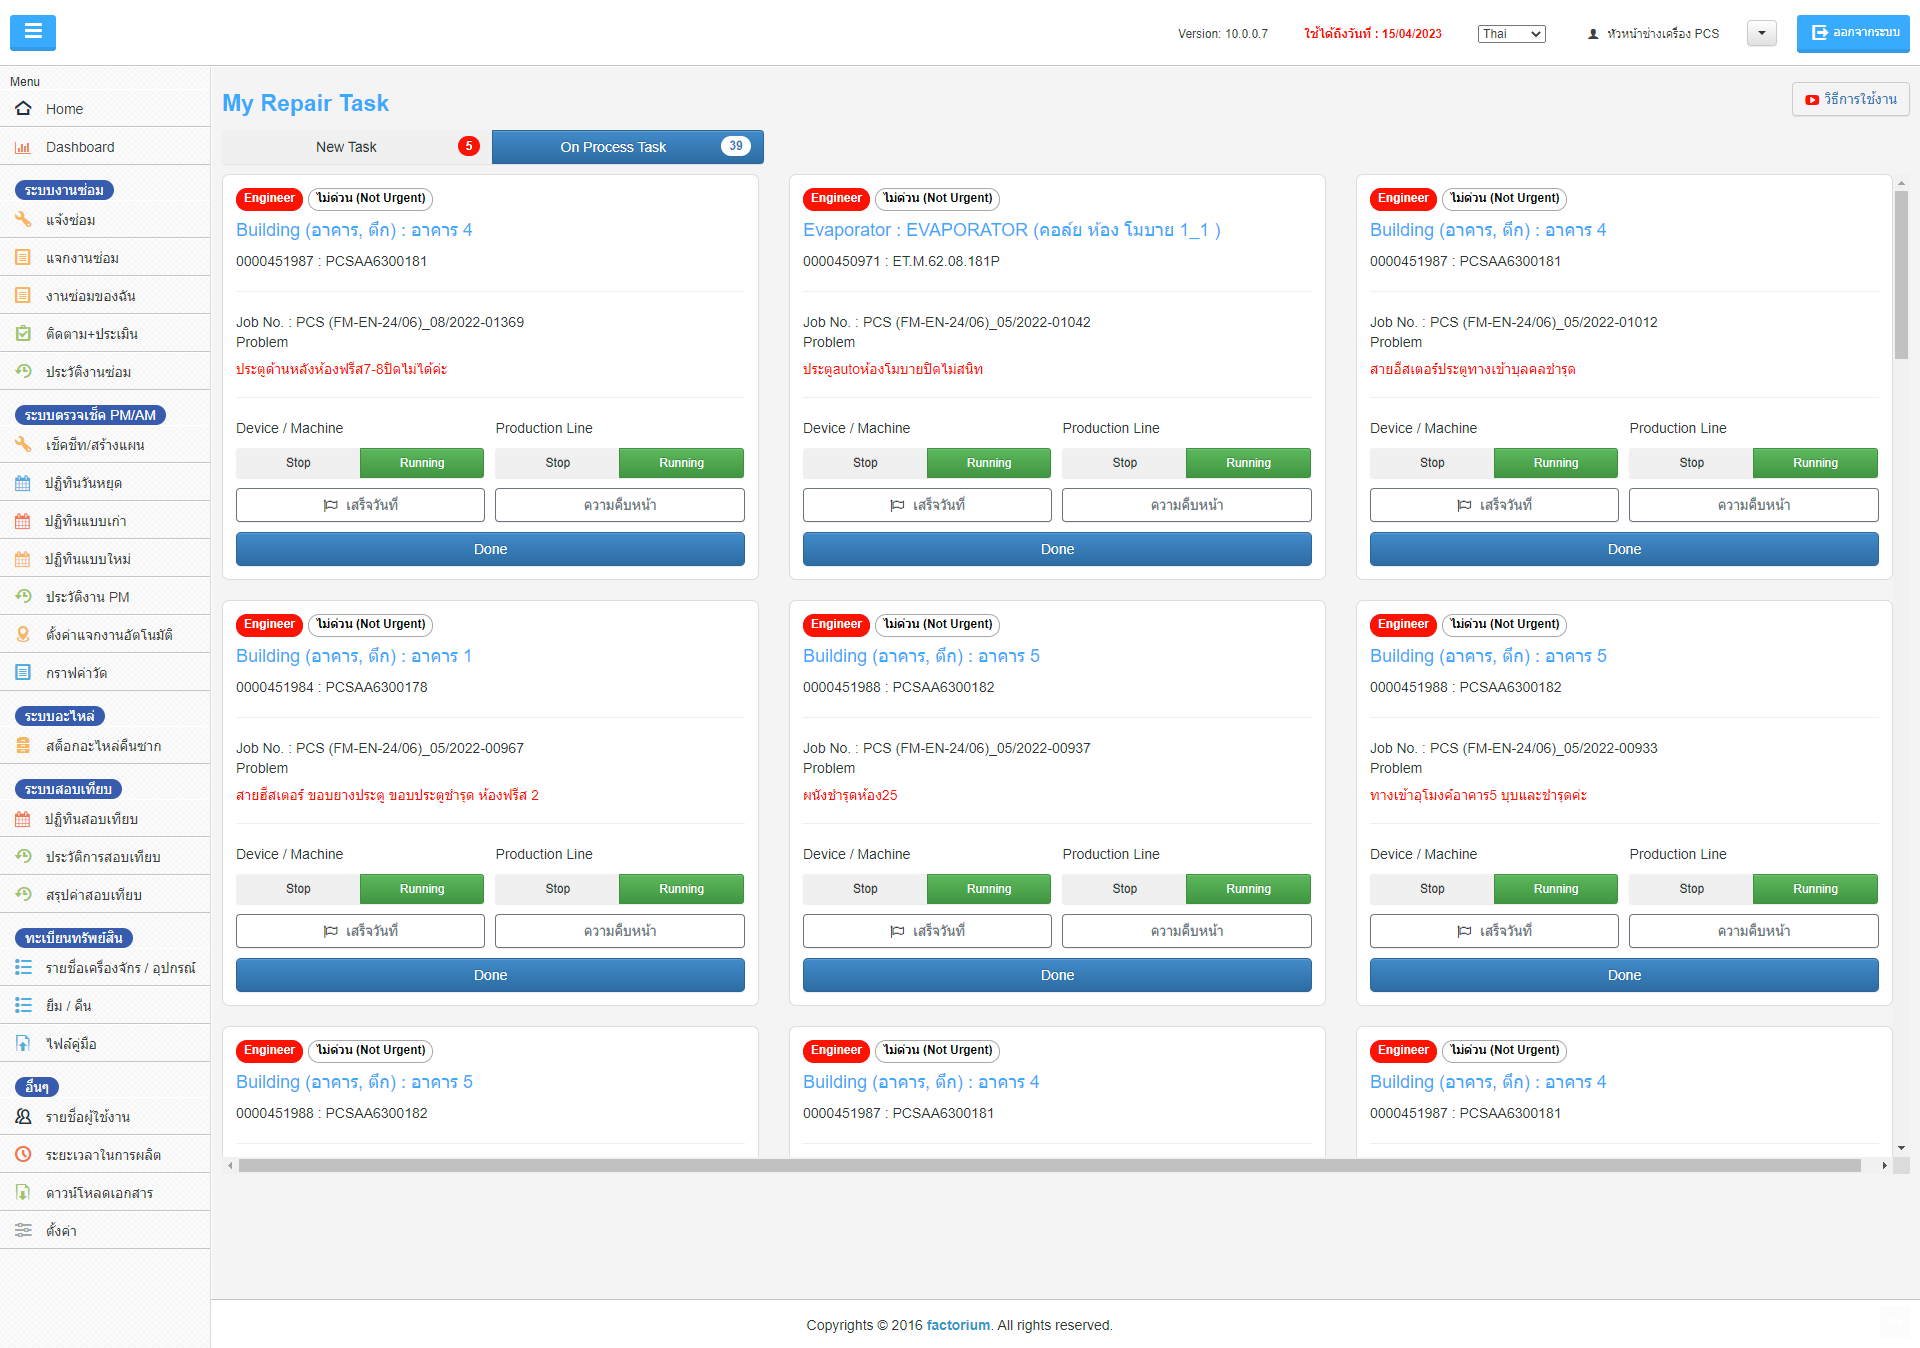 Version: 10.0.0.7
ใช้ได้ถึงวันที่ : 15/04/2023
Thai
หัวหน้าช่างเครื่อง PCS
ออกจากระบบ
Menu
Home
Dashboard
ระบบงานซ่อม
แจ้งซ่อม
แจกงานซ่อม
งานซ่อมของฉัน
ติดตาม+ประเมิน
ประวัติงานซ่อม
ระบบตรวจเช็ค PM/AM
เช็คชีท/สร้างแผน
ปฏิทินวันหยุด
ปฏิทินแบบเก่า
ปฏิทินแบบใหม่
ประวัติงาน PM
ตั้งค่าแจกงานอัตโนมัติ
กราฟค่าวัด
ระบบอะไหล่
สต็อกอะไหล่คืนซาก
ระบบสอบเทียบ
ปฏิทินสอบเทียบ
ประวัติการสอบเทียบ
สรุปค่าสอบเทียบ
ทะเบียนทรัพย์สิน
รายชื่อเครื่องจักร / อุปกรณ์
ยืม / คืน
ไฟล์คู่มือ
อื่นๆ
รายชื่อผู้ใช้งาน
ระยะเวลาในการผลิต
ดาวน์โหลดเอกสาร
ตั้งค่า
My Repair Task
วิธีการใช้งาน
New Task 5
On Process Task 39
Engineer ไม่ด่วน (Not Urgent)
Building (อาคาร, ตึก) : อาคาร 4
0000451987 : PCSAA6300181
Job No. : PCS (FM-EN-24/06)_08/2022-01369
Problem
ประตูด้านหลังห้องฟรีส7-8ปิดไม่ได้ค่ะ
Device / Machine Production Line
Stop Running Stop Running
เสร็จวันที่ ความคืบหน้า
Done
Engineer ไม่ด่วน (Not Urgent)
Evaporator : EVAPORATOR (คอล์ย ห้อง โมบาย 1_1 )
0000450971 : ET.M.62.08.181P
Job No. : PCS (FM-EN-24/06)_05/2022-01042
Problem
ประตูautoห้องโมบายปิดไม่สนิท
Device / Machine Production Line
Stop Running Stop Running
เสร็จวันที่ ความคืบหน้า
Done
Engineer ไม่ด่วน (Not Urgent)
Building (อาคาร, ตึก) : อาคาร 4
0000451987 : PCSAA6300181
Job No. : PCS (FM-EN-24/06)_05/2022-01012
Problem
สายฮีสเตอร์ประตูทางเข้าบุลคลชำรุด
Device / Machine Production Line
Stop Running Stop Running
เสร็จวันที่ ความคืบหน้า
Done
Engineer ไม่ด่วน (Not Urgent)
Building (อาคาร, ตึก) : อาคาร 1
0000451984 : PCSAA6300178
Job No. : PCS (FM-EN-24/06)_05/2022-00967
Problem
สายฮีสเตอร์ ขอบยางประตู ขอบประตูชำรุด ห้องฟรีส 2
Device / Machine Production Line
Stop Running Stop Running
เสร็จวันที่ ความคืบหน้า
Done
Engineer ไม่ด่วน (Not Urgent)
Building (อาคาร, ตึก) : อาคาร 5
0000451988 : PCSAA6300182
Job No. : PCS (FM-EN-24/06)_05/2022-00937
Problem
ผนังชำรุดห้อง25
Device / Machine Production Line
Stop Running Stop Running
เสร็จวันที่ ความคืบหน้า
Done
Engineer ไม่ด่วน (Not Urgent)
Building (อาคาร, ตึก) : อาคาร 5
0000451988 : PCSAA6300182
Job No. : PCS (FM-EN-24/06)_05/2022-00933
Problem
ทางเข้าอุโมงค์อาคาร5 บุบและชำรุดค่ะ
Device / Machine Production Line
Stop Running Stop Running
เสร็จวันที่ ความคืบหน้า
Done
Engineer ไม่ด่วน (Not Urgent)
Building (อาคาร, ตึก) : อาคาร 5
0000451988 : PCSAA6300182
Engineer ไม่ด่วน (Not Urgent)
Building (อาคาร, ตึก) : อาคาร 4
0000451987 : PCSAA6300181
Engineer ไม่ด่วน (Not Urgent)
Building (อาคาร, ตึก) : อาคาร 4
0000451987 : PCSAA6300181
Copyrights © 2016 factorium. All rights reserved.